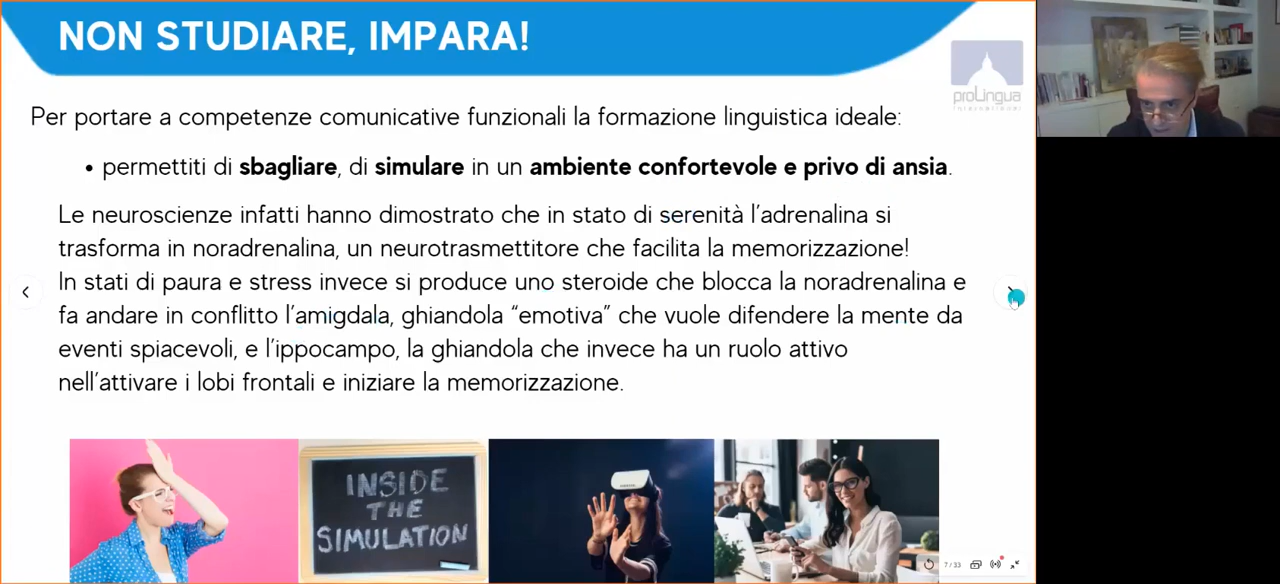 NON STUDIARE, IMPARA!
proLingua
international
Per portare a competenze comunicative funzionali la formazione linguistica ideale:
• permettiti di sbagliare, di simulare in un ambiente confortevole e privo di ansia.
Le neuroscienze infatti hanno dimostrato che in stato di serenità l'adrenalina si
trasforma in noradrenalina, un neurotrasmettitore che facilita la memorizzazione!
In stati di paura e stress invece si produce uno steroide che blocca la noradrenalina e
fa andare in conflitto l'amigdala, ghiandola “emotiva” che vuole difendere la mente da
eventi spiacevoli, e l'ippocampo, la ghiandola che invece ha un ruolo attivo
nell'attivare i lobi frontali e iniziare la memorizzazione.
INSIDE
THE
SIMULATION
7 / 33